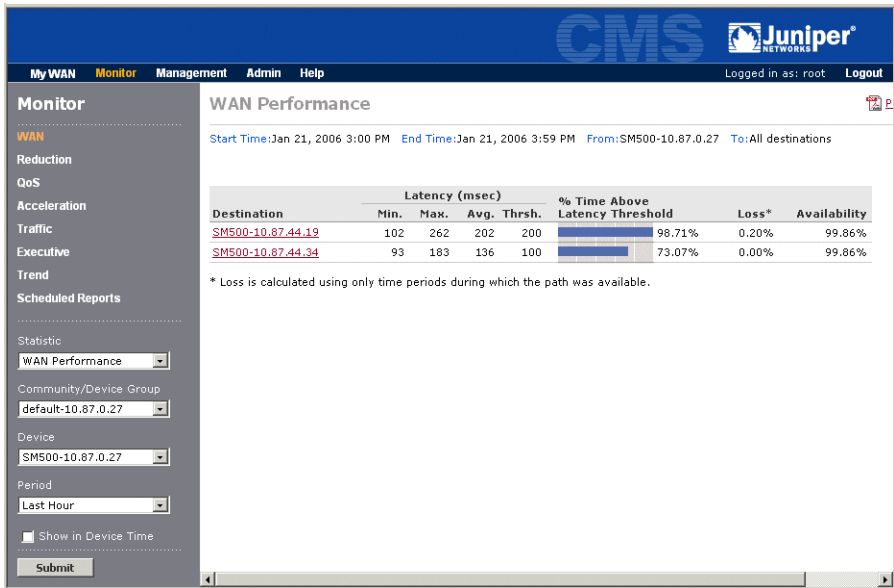 CMS
Juniper®
NETWORKS
My WAN Monitor Management Admin Help Logged in as: root Logout
Monitor
WAN
Reduction
QoS
Acceleration
Traffic
Executive
Trend
Scheduled Reports
Statistic
WAN Performance
Community/Device Group
default-10.87.0.27
Device
SM500-10.87.0.27
Period
Last Hour
Show in Device Time
Submit
WAN Performance
P
Start Time:Jan 21, 2006 3:00 PM End Time:Jan 21, 2006 3:59 PM From:SM500-10.87.0.27 To:All destinations
Latency (msec) % Time Above
Destination Min. Max. Avg. Thrsh. Latency Threshold Loss* Availability
SM500-10.87.44.19 102 262 202 200 98.71% 0.20% 99.86%
SM500-10.87.44.34 93 183 136 100 73.07% 0.00% 99.86%
* Loss is calculated using only time periods during which the path was available.